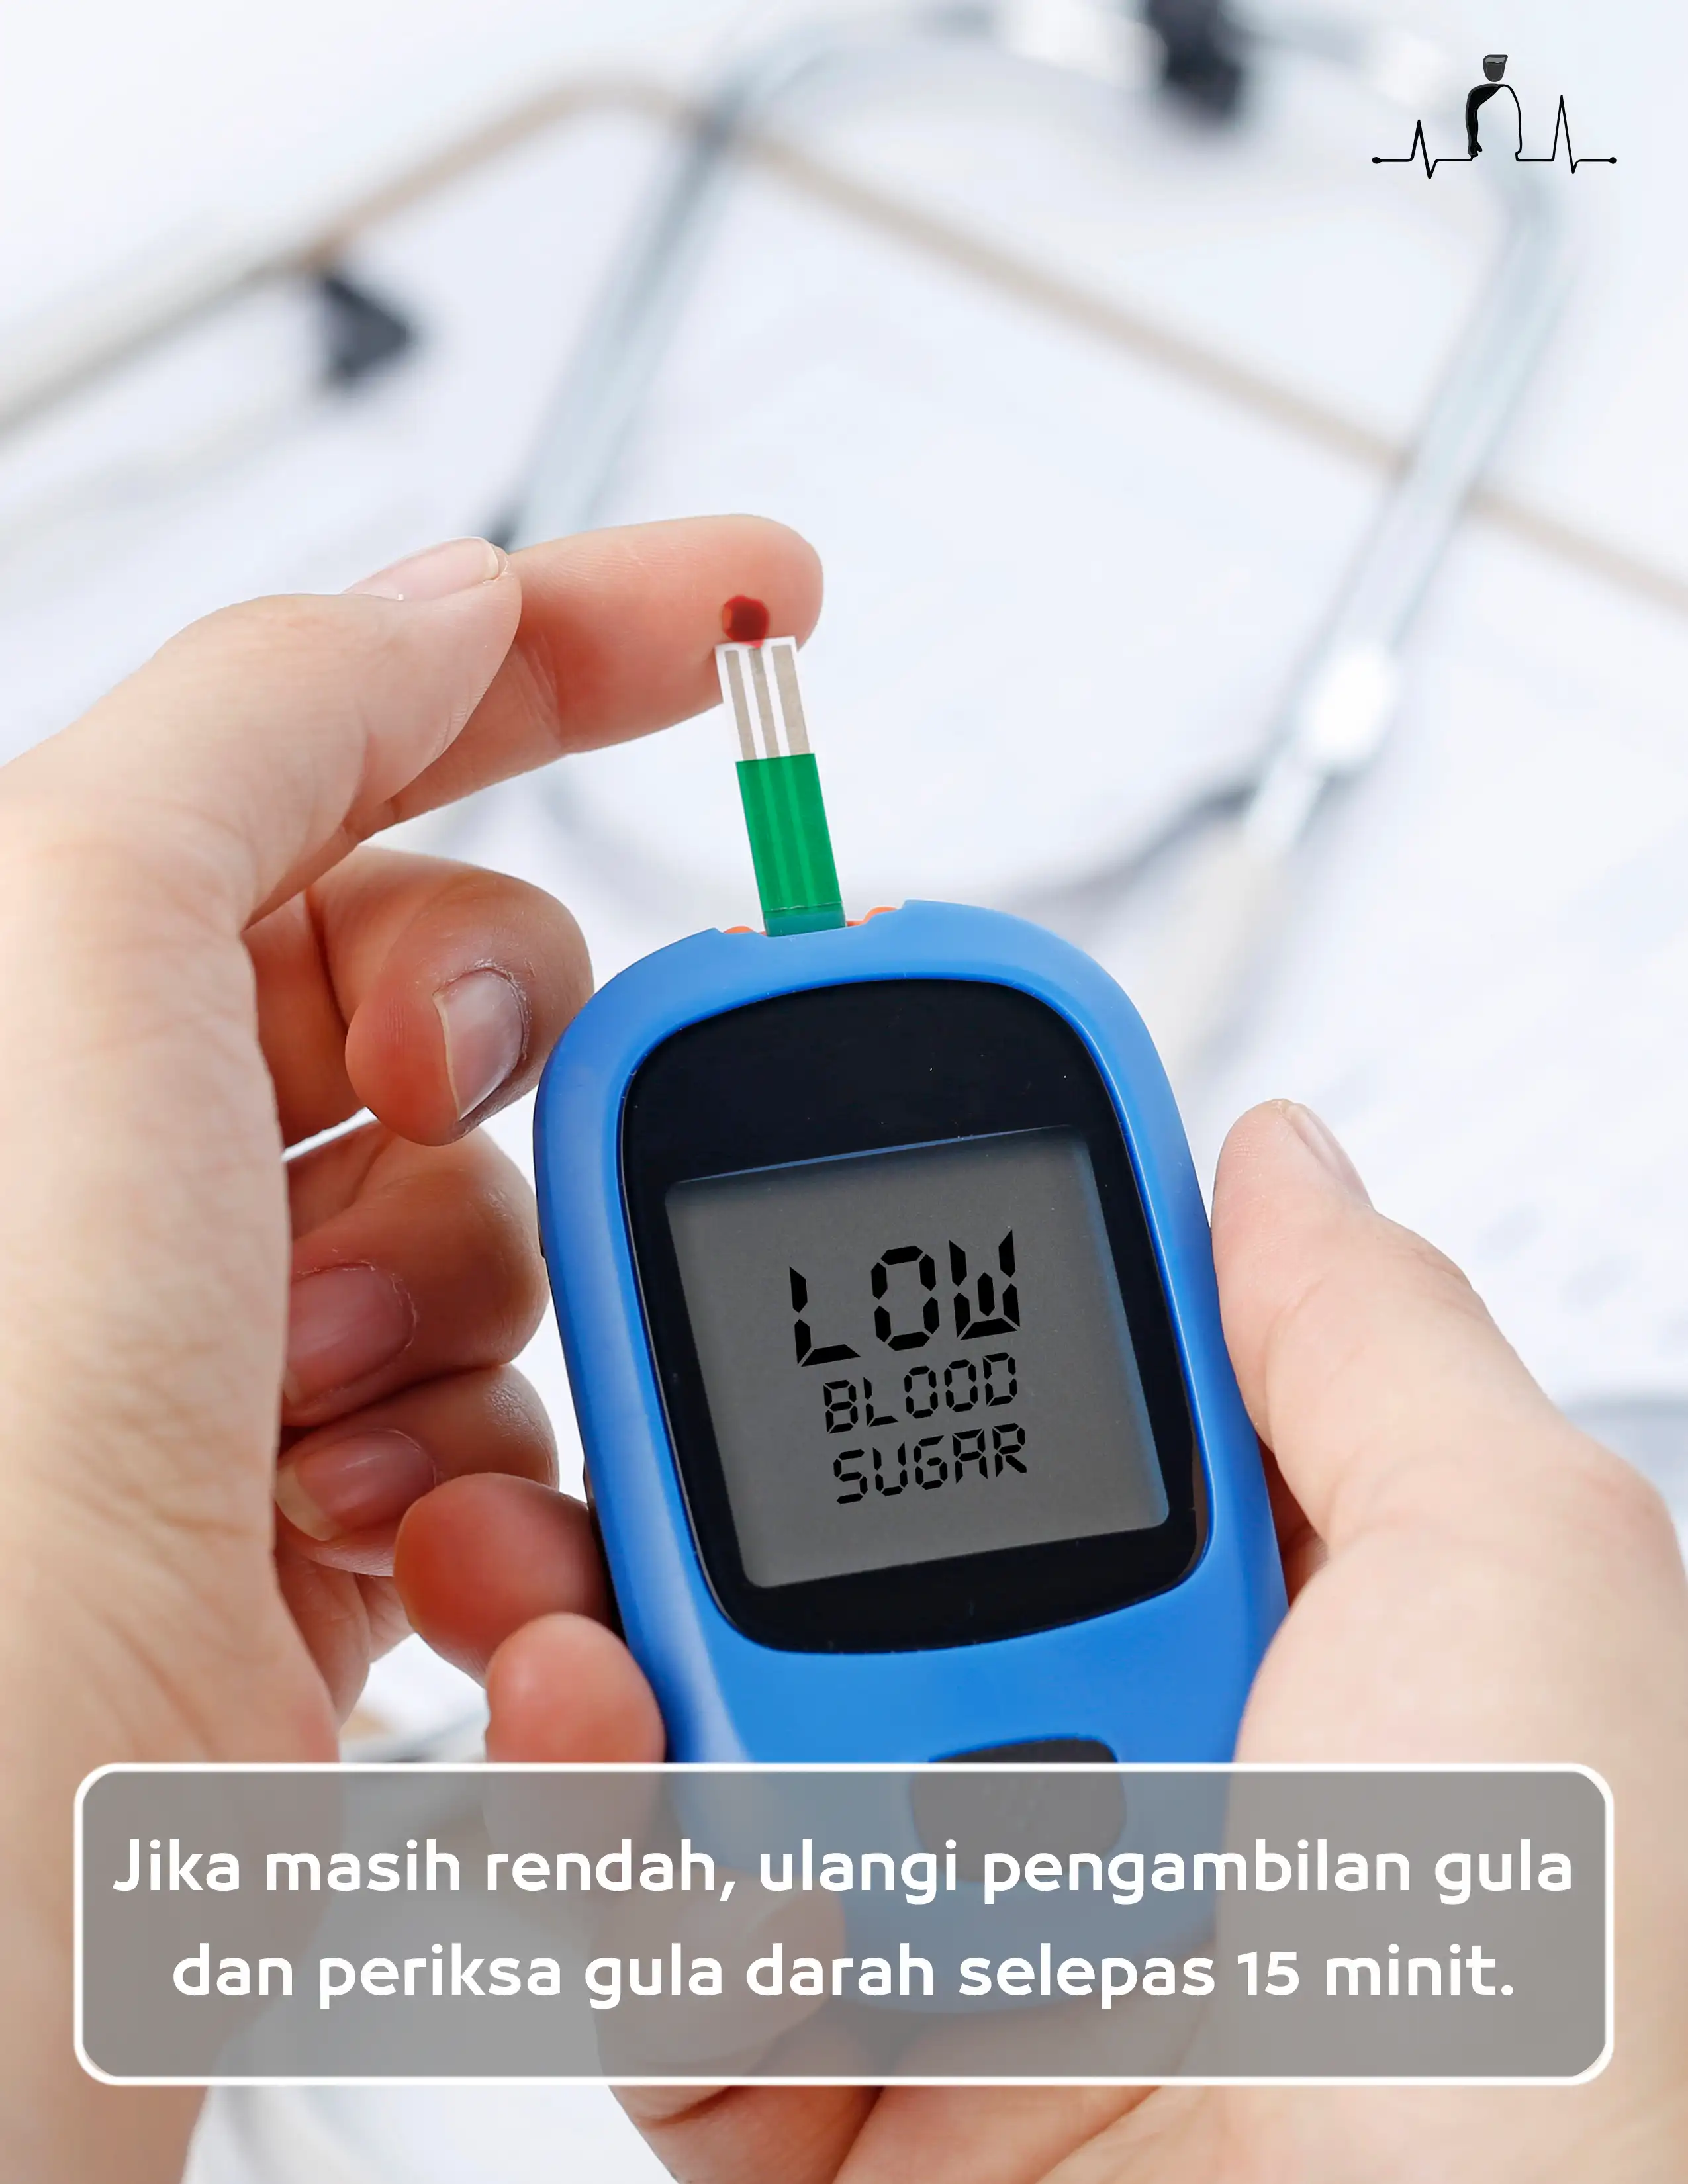 LOW
BLOOD
SUGAR
Jika masih rendah, ulangi pengambilan gula
dan periksa gula darah selepas 15 minit.